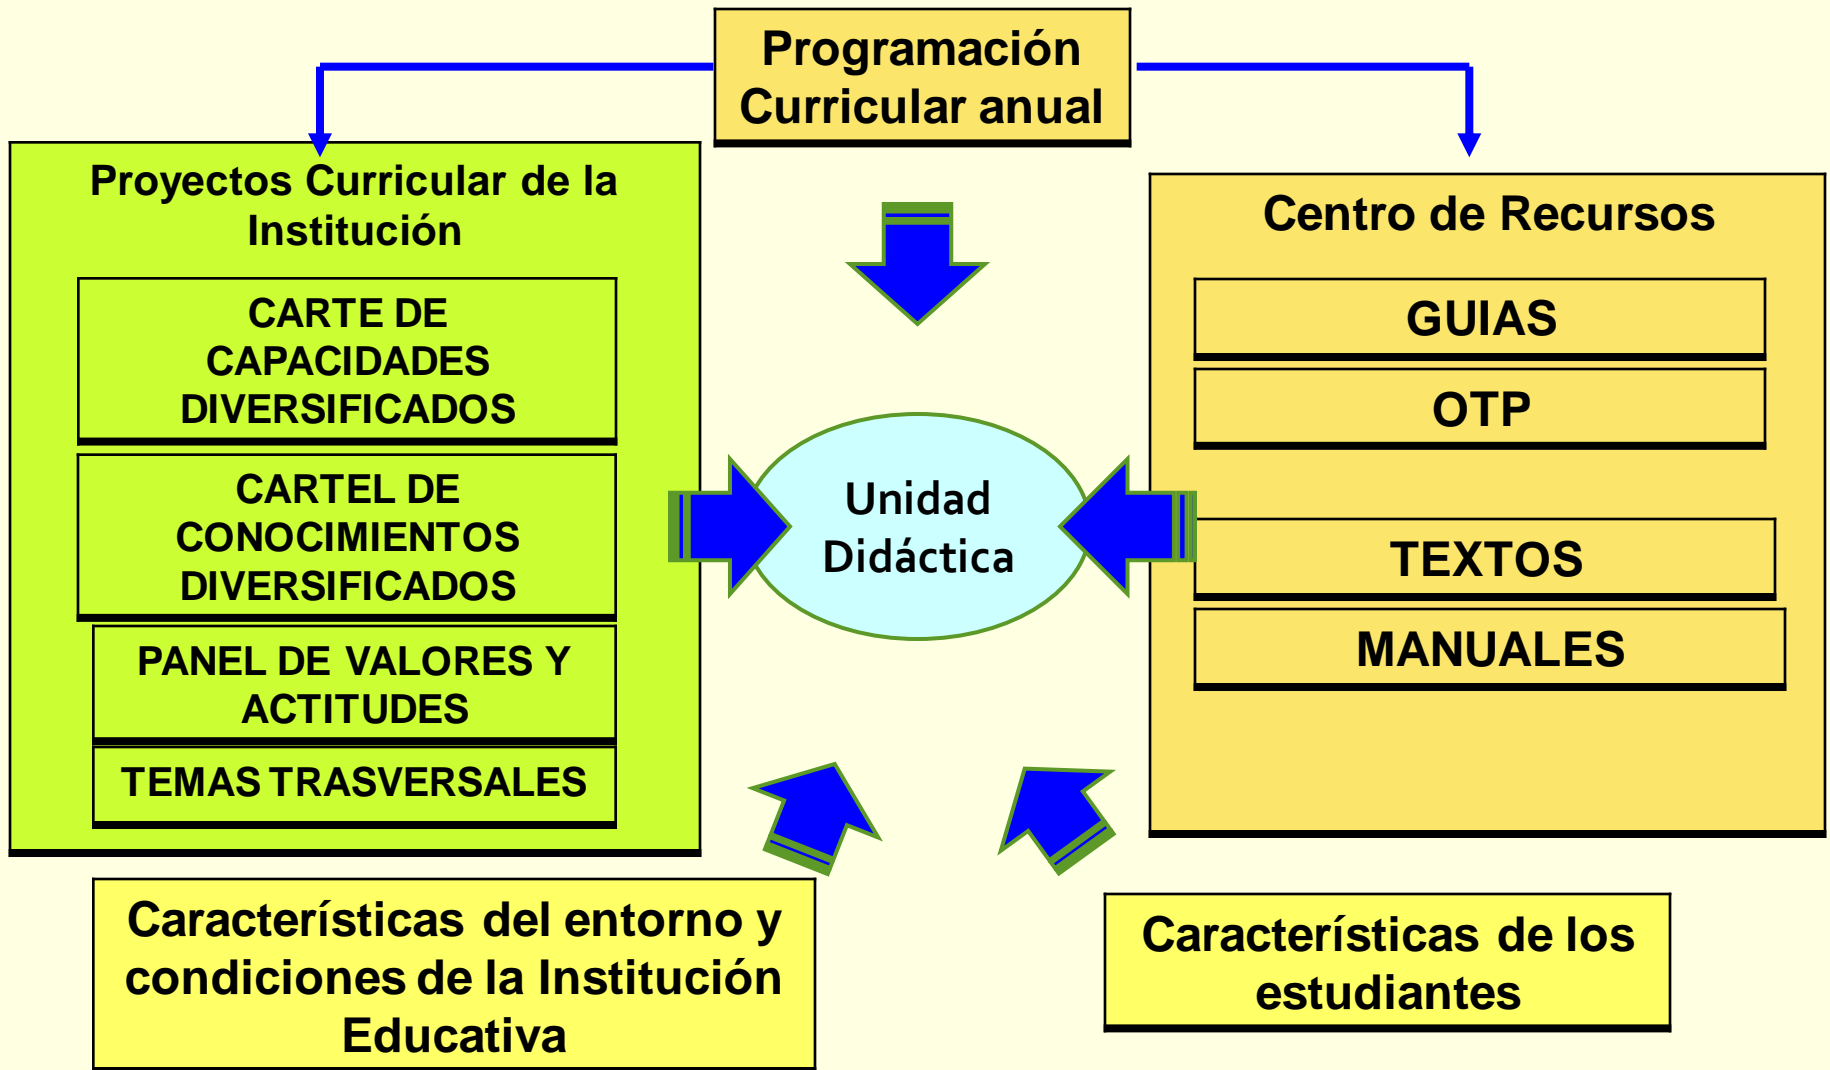 Programación
Curricular anual
Proyectos Curricular de la
Institución
CARTE DE
CAPACIDADES
DIVERSIFICADOS
CARTEL DE
CONOCIMIENTOS
DIVERSIFICADOS
PANEL DE VALORES Y
ACTITUDES
TEMAS TRASVERSALES
Unidad
Didáctica
Centro de Recursos
GUIAS
OTP
TEXTOS
MANUALES
Características del entorno y
condiciones de la Institución
Educativa
Características de los
estudiantes